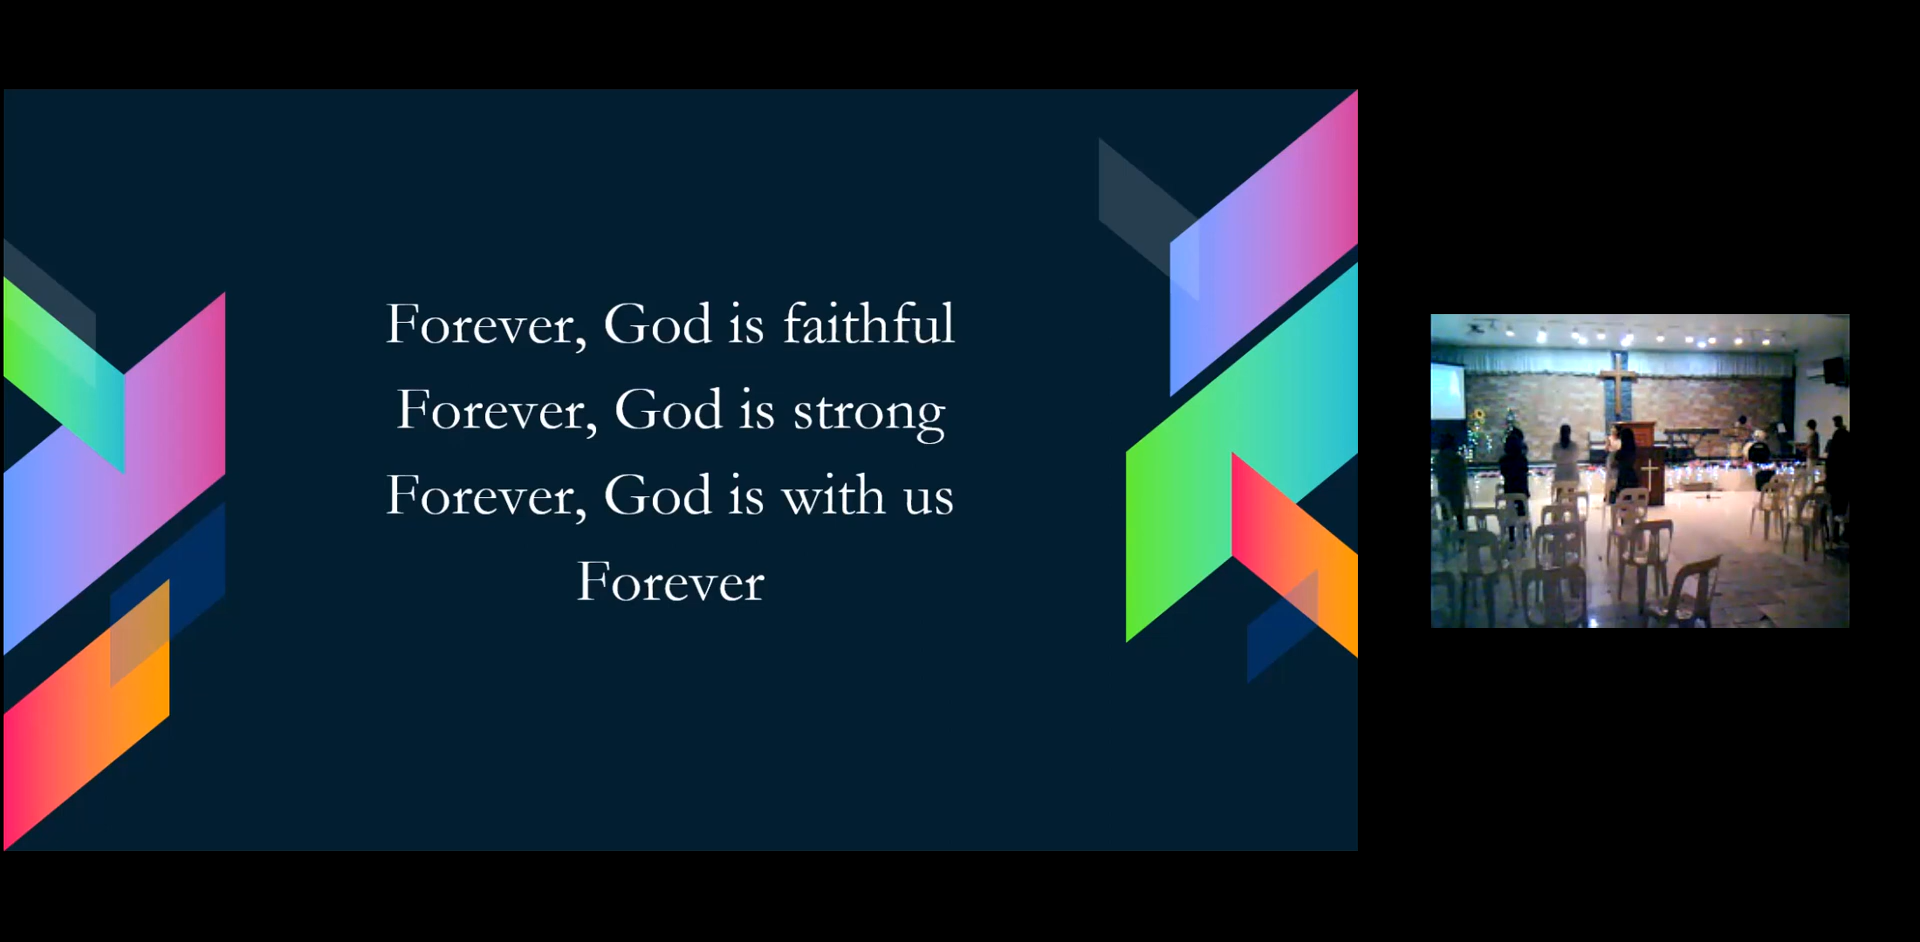 Forever, God is faithful
Forever, God is strong
Forever, God is with us
Forever